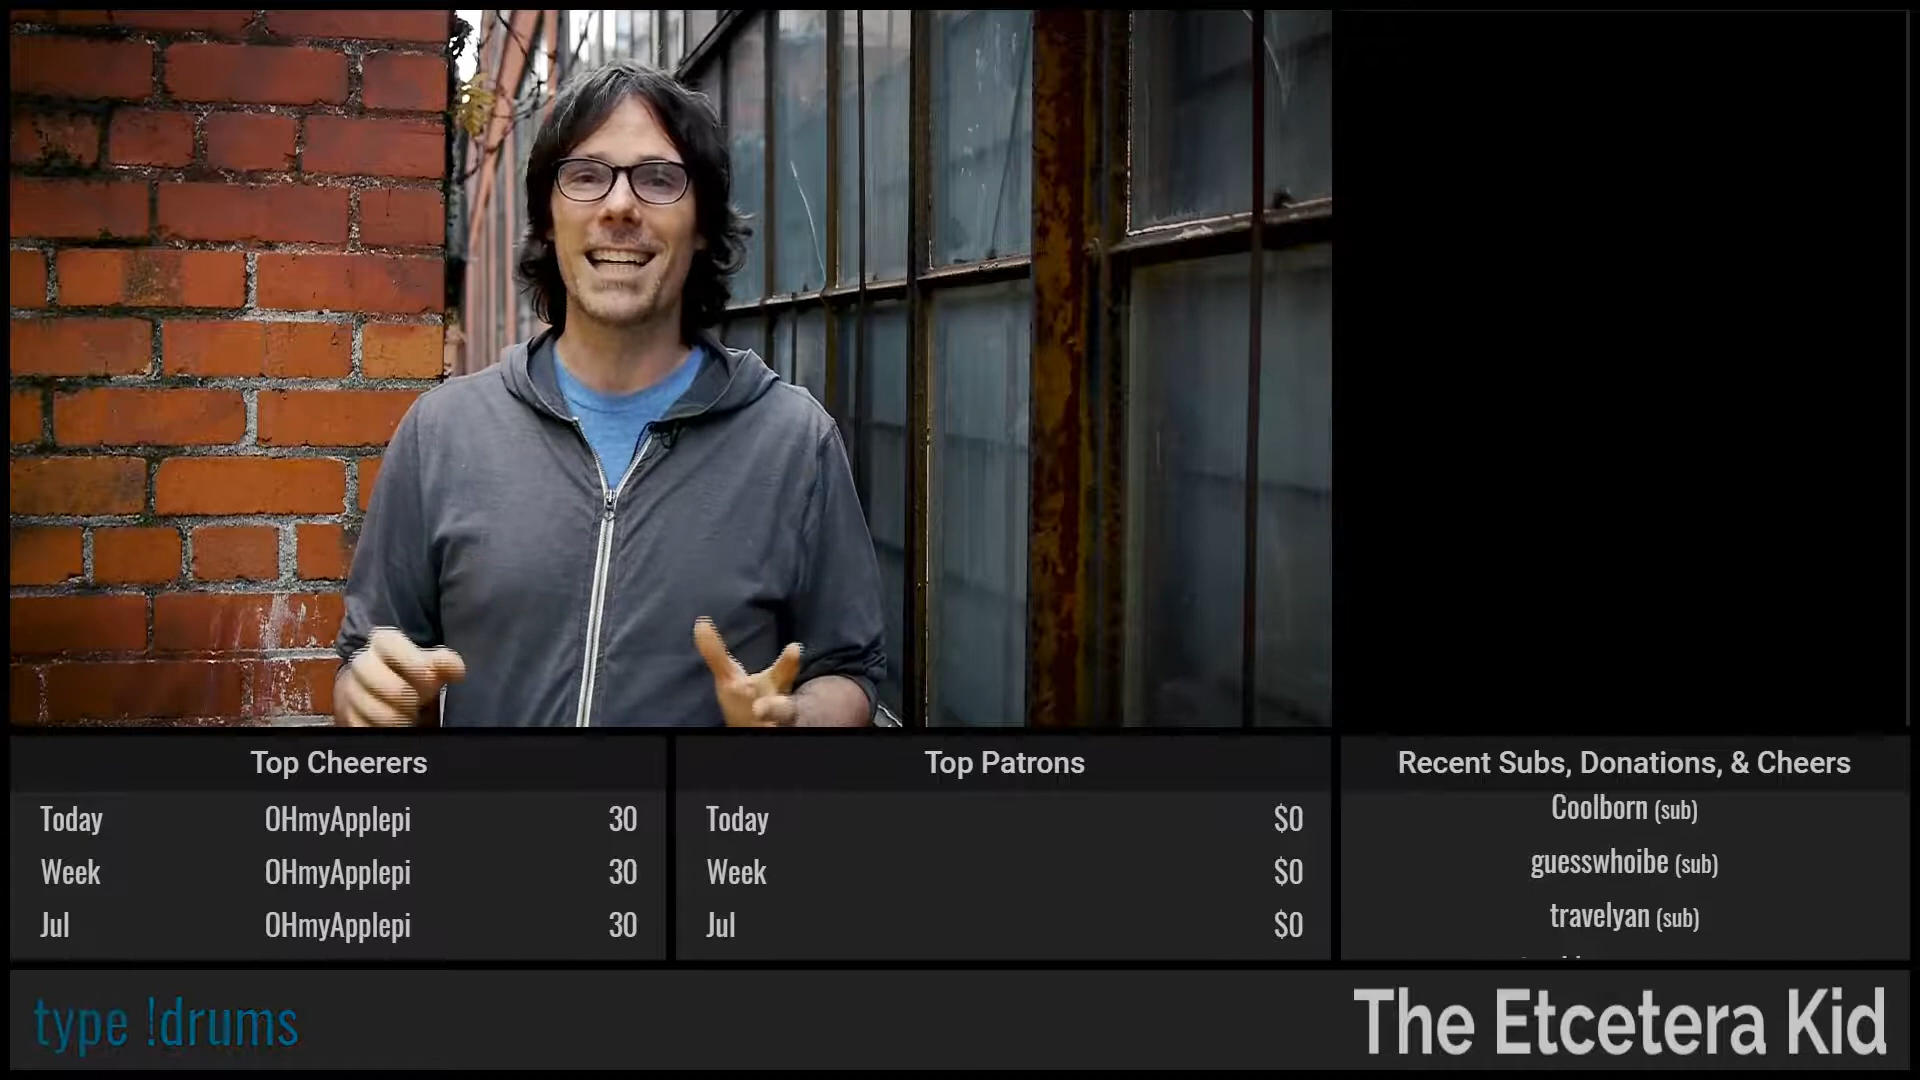 Top Cheerers
Today OHmyApplepi 30
Week OHmyApplepi 30
Jul OHmyApplepi 30
Top Patrons
Today $0
Week $0
Jul $0
Recent Subs, Donations, & Cheers
Coolborn (sub)
guesswhoibe (sub)
travelyan (sub)
type !drums
The Etcetera Kid